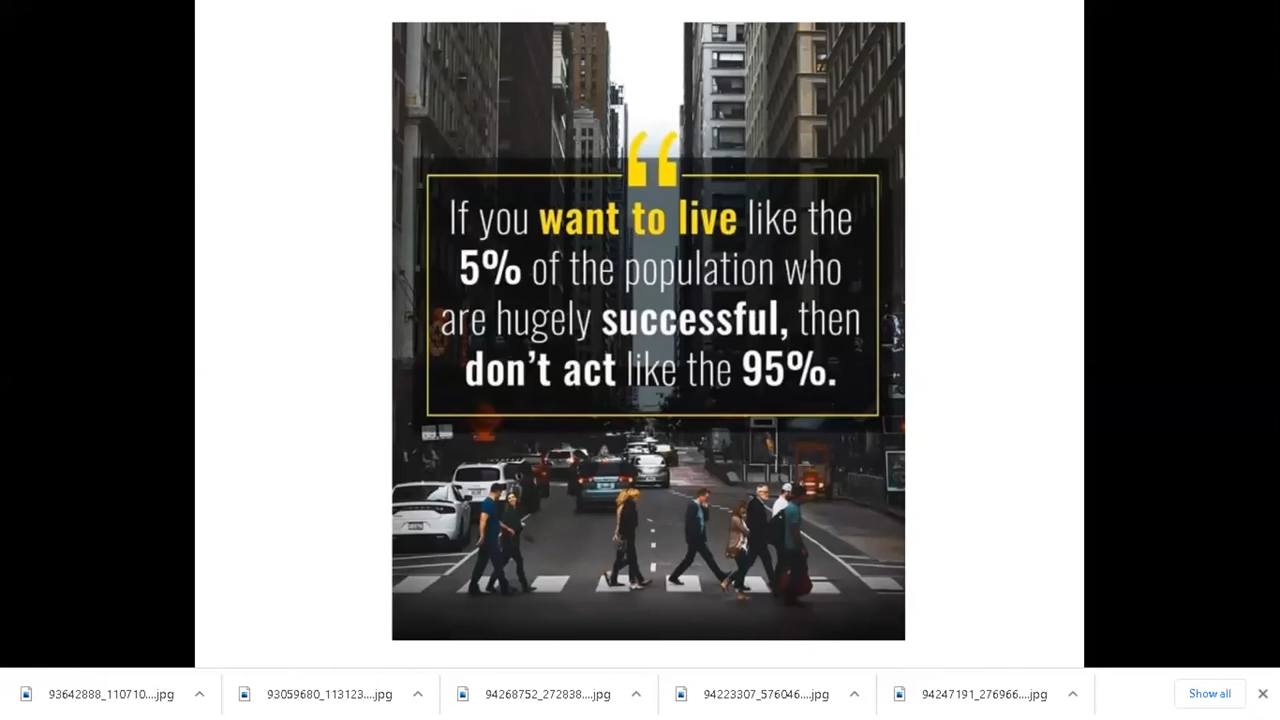 “
If you want to live like the
5% of the population who
are hugely successful, then
don’t act like the 95%.
93642888_110710....jpg
93059680_113123....jpg
94268752_272838....jpg
94223307_576046....jpg
94247191_276966....jpg
Show all